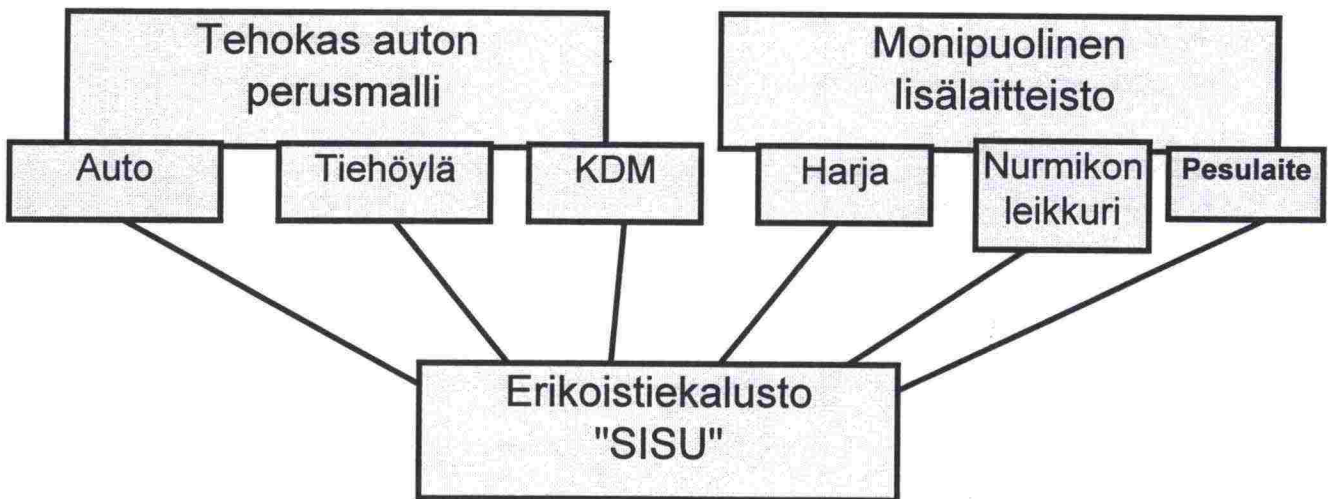 Tehokas auton
perusmalli
Monipuolinen
lisälaitteisto
Auto
Tiehöylä
KDM
Harja
Nurmikon
leikkuri
Pesulaite
Erikoistiekalusto
"SISU"